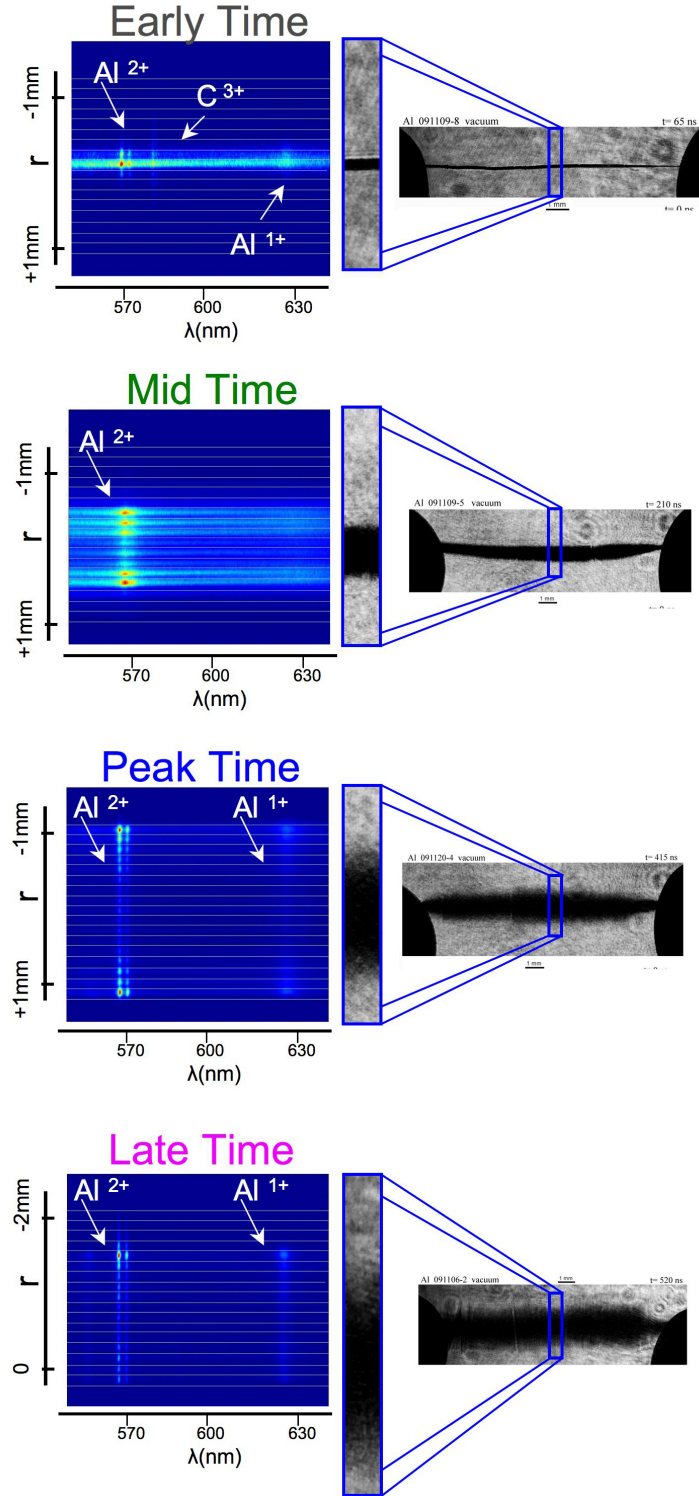 Early Time
Al 2+
C 3+
Al 1+
-1mm
r
+1mm
570 600 630
λ(nm)
Al 091109-8 vacuum t= 65 ns
1 mm
Mid Time
Al 2+
-1mm
r
+1mm
570 600 630
λ(nm)
Al 091109-5 vacuum t= 210 ns
1 mm
Peak Time
Al 2+ Al 1+
-1mm
r
+1mm
570 600 630
λ(nm)
Al 091120-4 vacuum t= 415 ns
1 mm
Late Time
Al 2+ Al 1+
-2mm
r
0
570 600 630
λ(nm)
1 mm
Al 091106-2 vacuum t= 520 ns